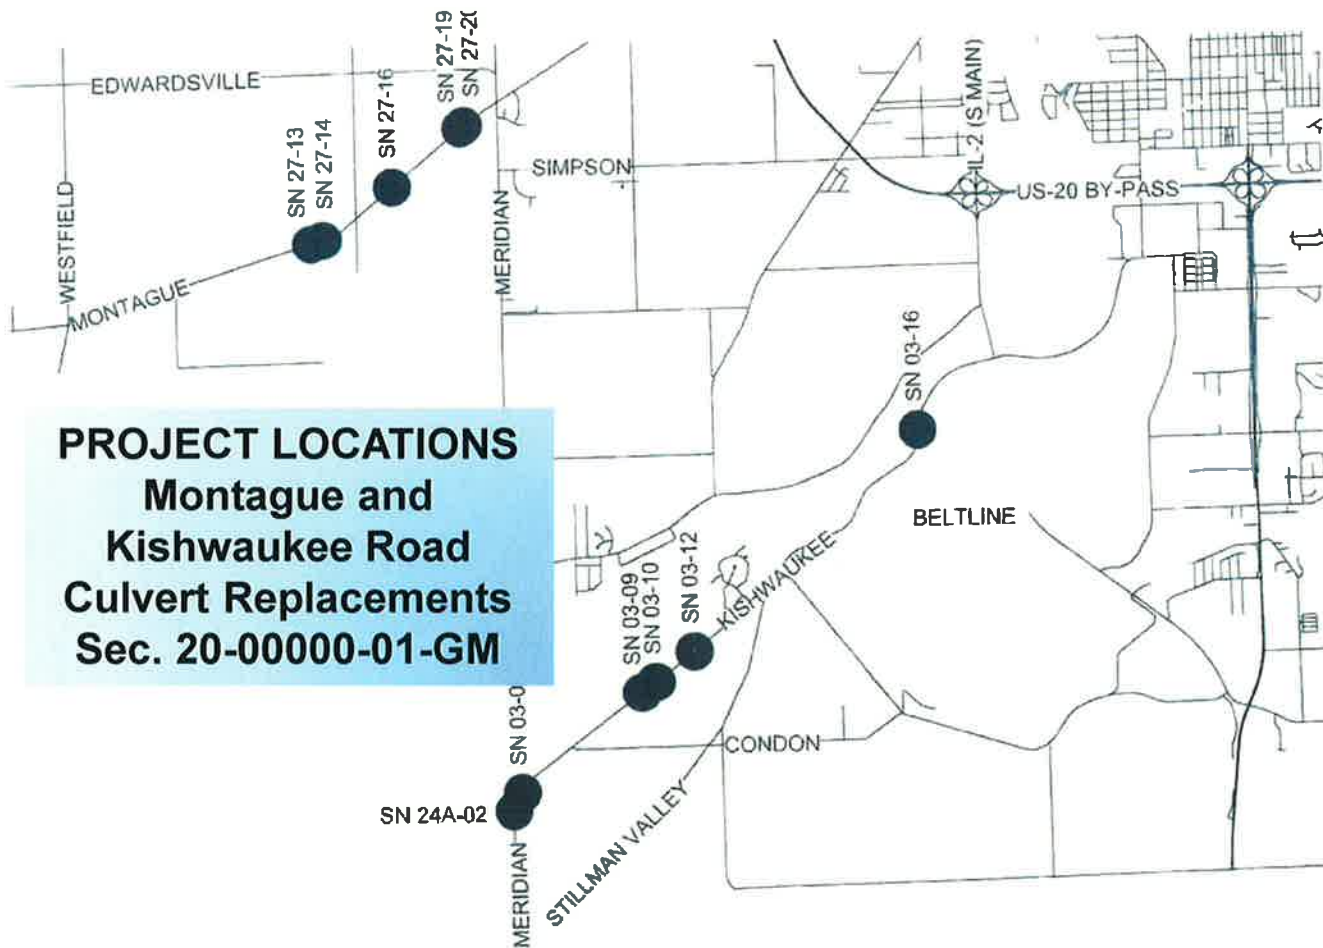 SN 27-19
SN 27-20
SN 27-16
SN 27-13
SN 27-14
EDWARDSVILLE
WESTFIELD
MONTAGUE
MERIDIAN
SIMPSON
IL-2 (S MAIN)
US-20 BY-PASS
SN 03-16
BELTLINE
PROJECT LOCATIONS
Montague and
Kishwaukee Road
Culvert Replacements
Sec. 20-00000-01-GM
SN 03-09
SN 03-10
SN 03-12
KISHWAUKEE
SN 03-0
CONDON
SN 24A-02
MERIDIAN
STILLMAN VALLEY